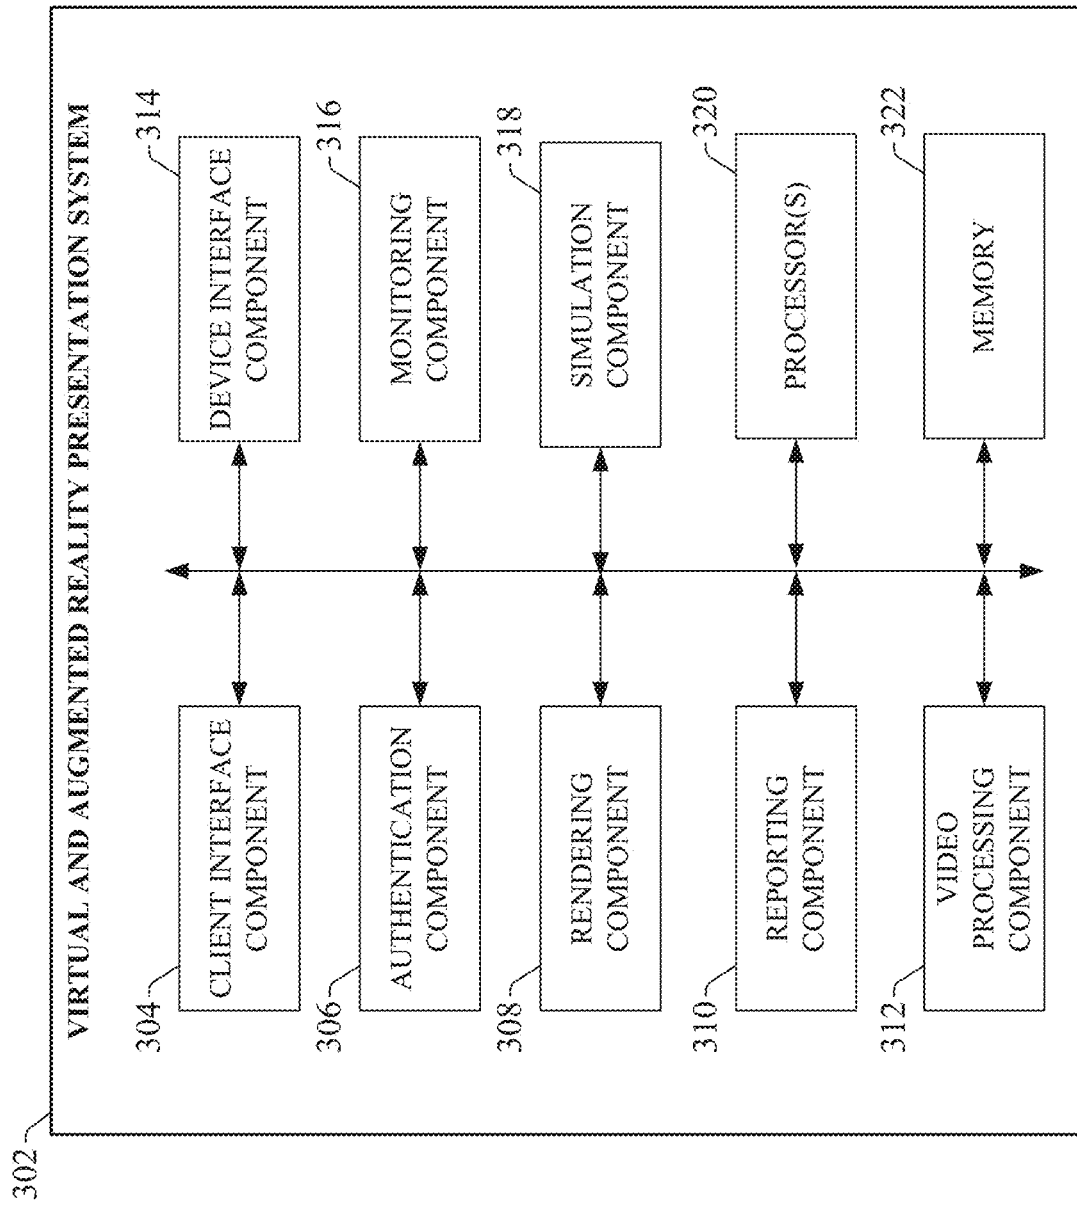 302
VIRTUAL AND AUGMENTED REALITY PRESENTATION SYSTEM
304
CLIENT INTERFACE
COMPONENT
306
AUTHENTICATION
COMPONENT
308
RENDERING
COMPONENT
310
REPORTING
COMPONENT
312
VIDEO
PROCESSING
COMPONENT
314
DEVICE INTERFACE
COMPONENT
316
MONITORING
COMPONENT
318
SIMULATION
COMPONENT
320
PROCESSOR(S)
322
MEMORY